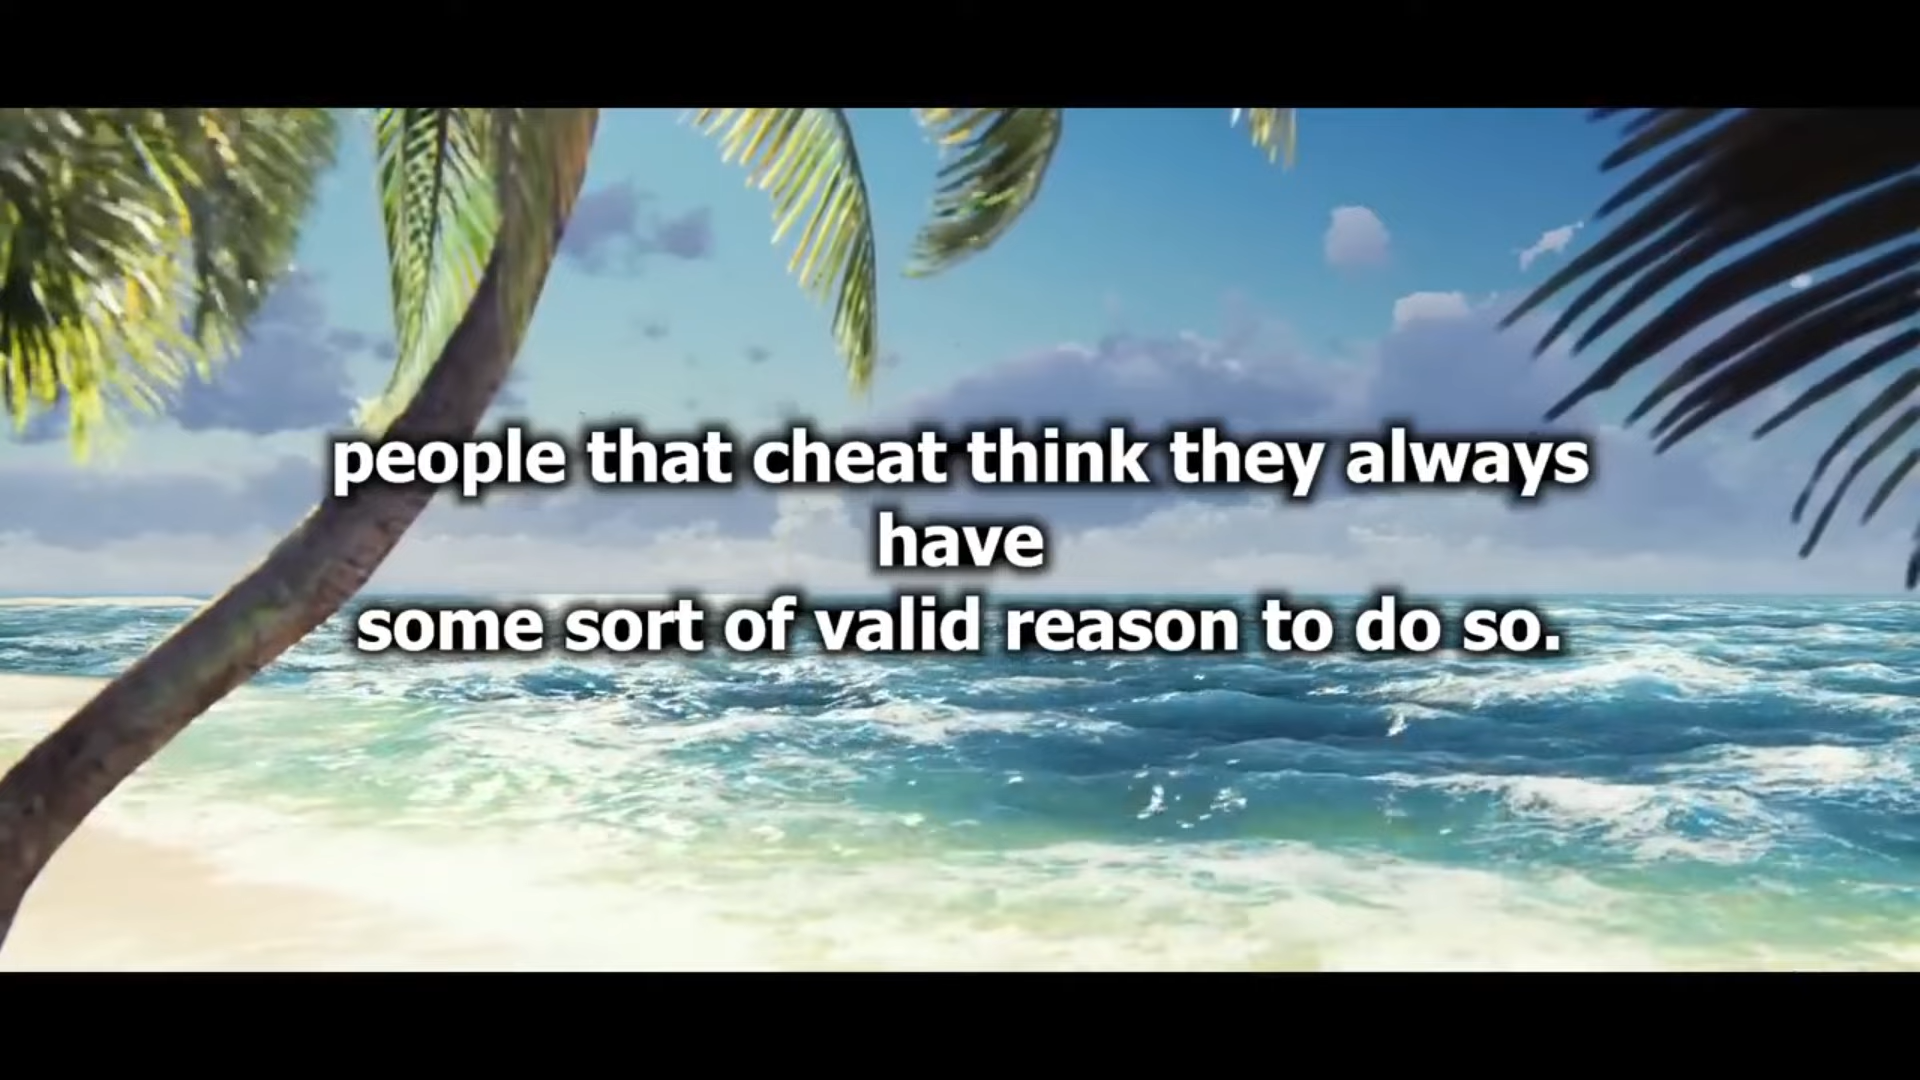 people that cheat think they always
have
some sort of valid reason to do so.